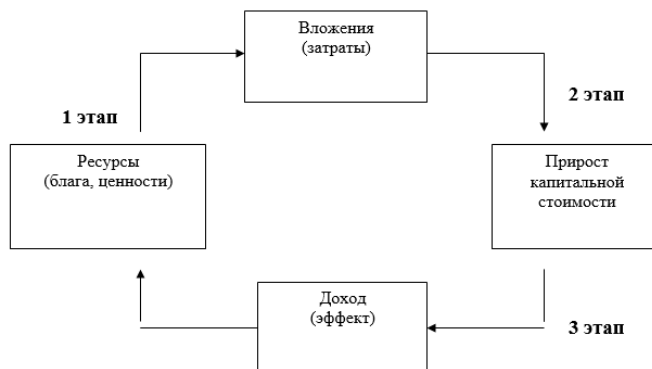 Вложения
(затраты)
1 этап
2 этап
Ресурсы
(блага, ценности)
Прирост
капитальной
стоимости
Доход
(эффект)
3 этап